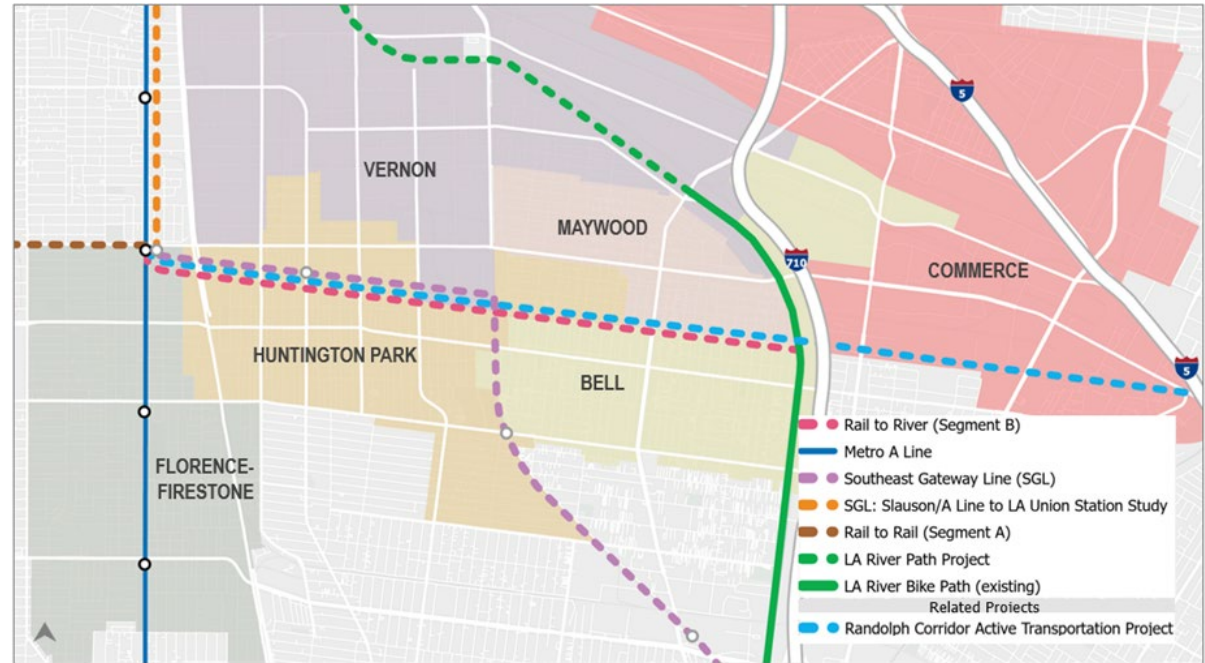 5
VERNON
MAYWOOD
710
COMMERCE
HUNTINGTON PARK
BELL
5
FLORENCE-
FIRESTONE
Rail to River (Segment B)
Metro A Line
Southeast Gateway Line (SGL)
SGL: Slauson/A Line to LA Union Station Study
Rail to Rail (Segment A)
LA River Path Project
LA River Bike Path (existing)
Related Projects
Randolph Corridor Active Transportation Project